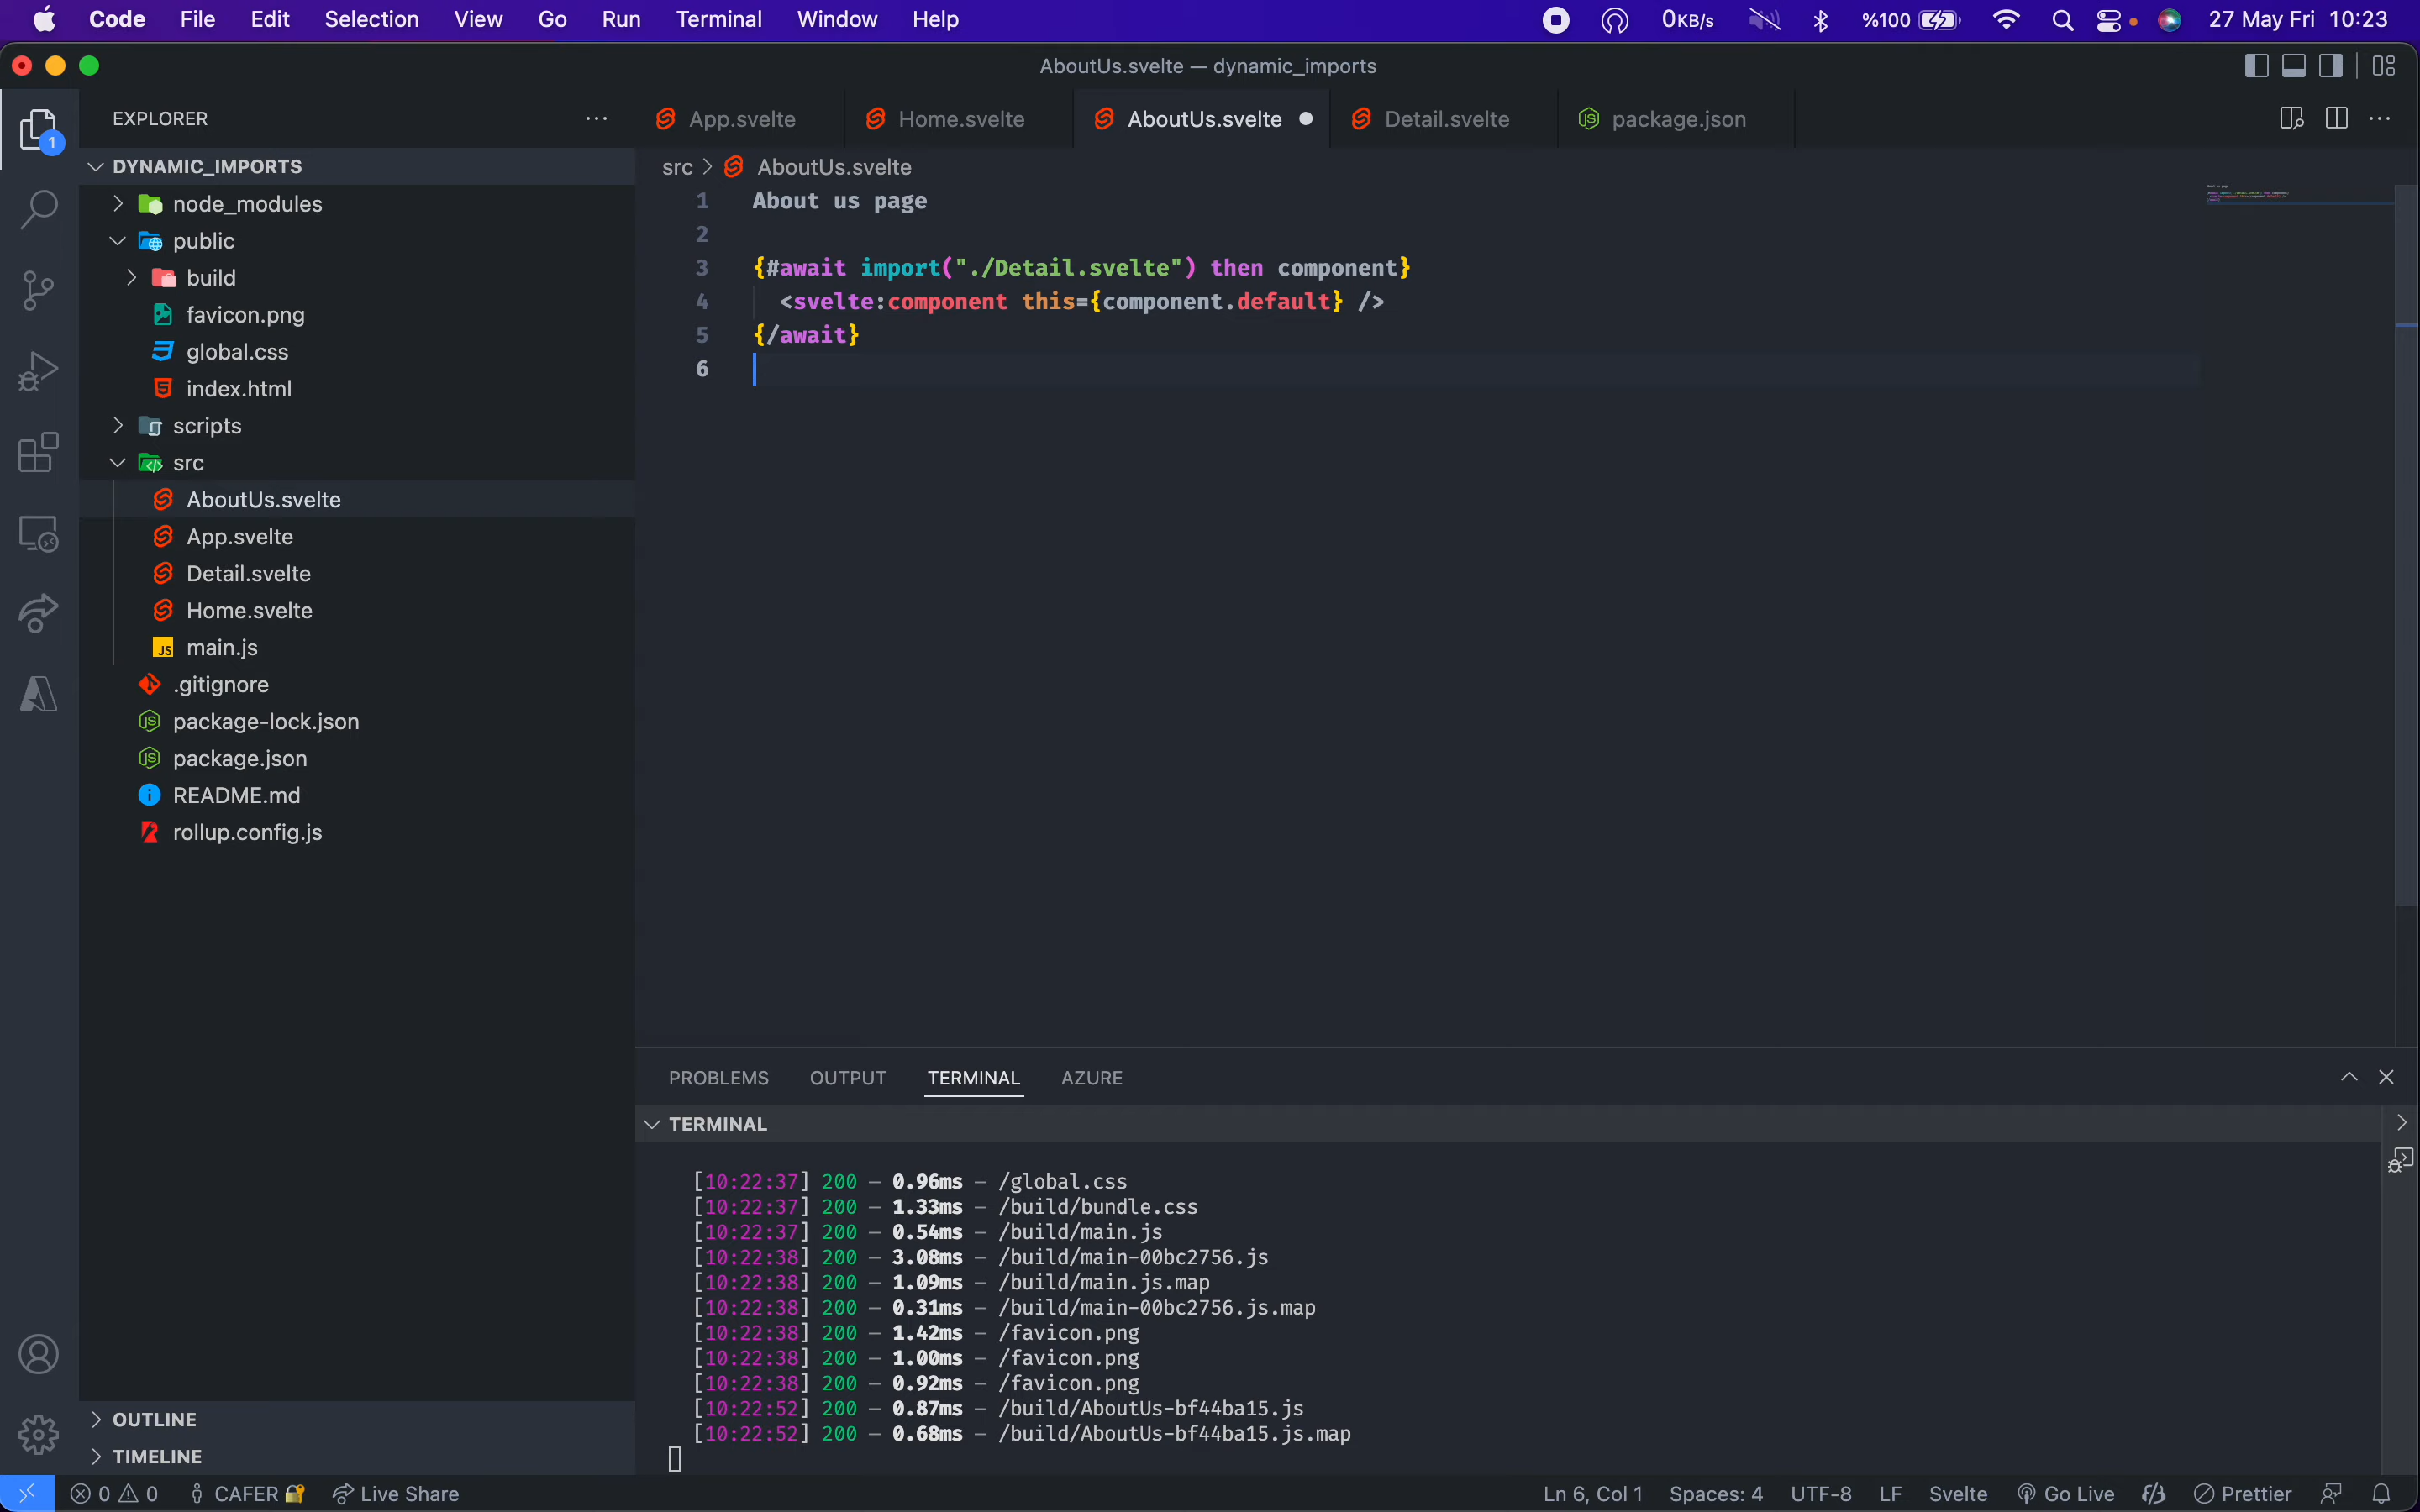 Code File Edit Selection View Go Run Terminal Window Help 0KB/s %100 27 May Fri 10:23
AboutUs.svelte — dynamic_imports
EXPLORER
App.svelte Home.svelte AboutUs.svelte Detail.svelte package.json
DYNAMIC_IMPORTS
node_modules
public
build
favicon.png
global.css
index.html
scripts
src
AboutUs.svelte
App.svelte
Detail.svelte
Home.svelte
JS main.js
.gitignore
package-lock.json
package.json
README.md
rollup.config.js
OUTLINE
TIMELINE
1
src > AboutUs.svelte
1 About us page
2
3 {#await import("./Detail.svelte") then component}
4 <svelte:component this={component.default} />
5 {/await}
6
PROBLEMS OUTPUT TERMINAL AZURE
TERMINAL
[10:22:37] 200 — 0.96ms — /global.css
[10:22:37] 200 — 1.33ms — /build/bundle.css
[10:22:37] 200 — 0.54ms — /build/main.js
[10:22:38] 200 — 3.08ms — /build/main-00bc2756.js
[10:22:38] 200 — 1.09ms — /build/main.js.map
[10:22:38] 200 — 0.31ms — /build/main-00bc2756.js.map
[10:22:38] 200 — 1.42ms — /favicon.png
[10:22:38] 200 — 1.00ms — /favicon.png
[10:22:38] 200 — 0.92ms — /favicon.png
[10:22:52] 200 — 0.87ms — /build/AboutUs-bf44ba15.js
[10:22:52] 200 — 0.68ms — /build/AboutUs-bf44ba15.js.map
0 0 CAFER Live Share Ln 6, Col 1 Spaces: 4 UTF-8 LF Svelte Go Live Prettier